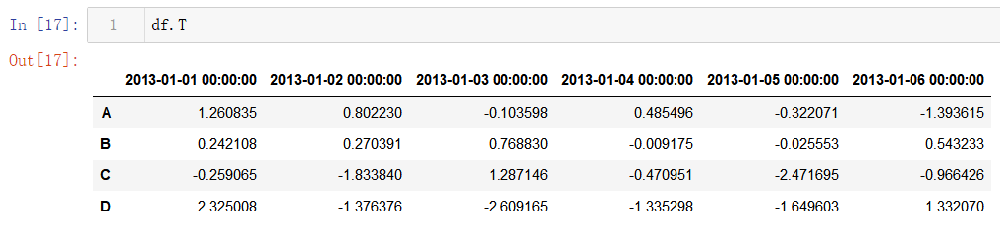 In [17]: 1 df.T
Out[17]:
2013-01-01 00:00:00 2013-01-02 00:00:00 2013-01-03 00:00:00 2013-01-04 00:00:00 2013-01-05 00:00:00 2013-01-06 00:00:00
A 1.260835 0.802230 -0.103598 0.485496 -0.322071 -1.393615
B 0.242108 0.270391 0.768830 -0.009175 -0.025553 0.543233
C -0.259065 -1.833840 1.287146 -0.470951 -2.471695 -0.966426
D 2.325008 -1.376376 -2.609165 -1.335298 -1.649603 1.332070